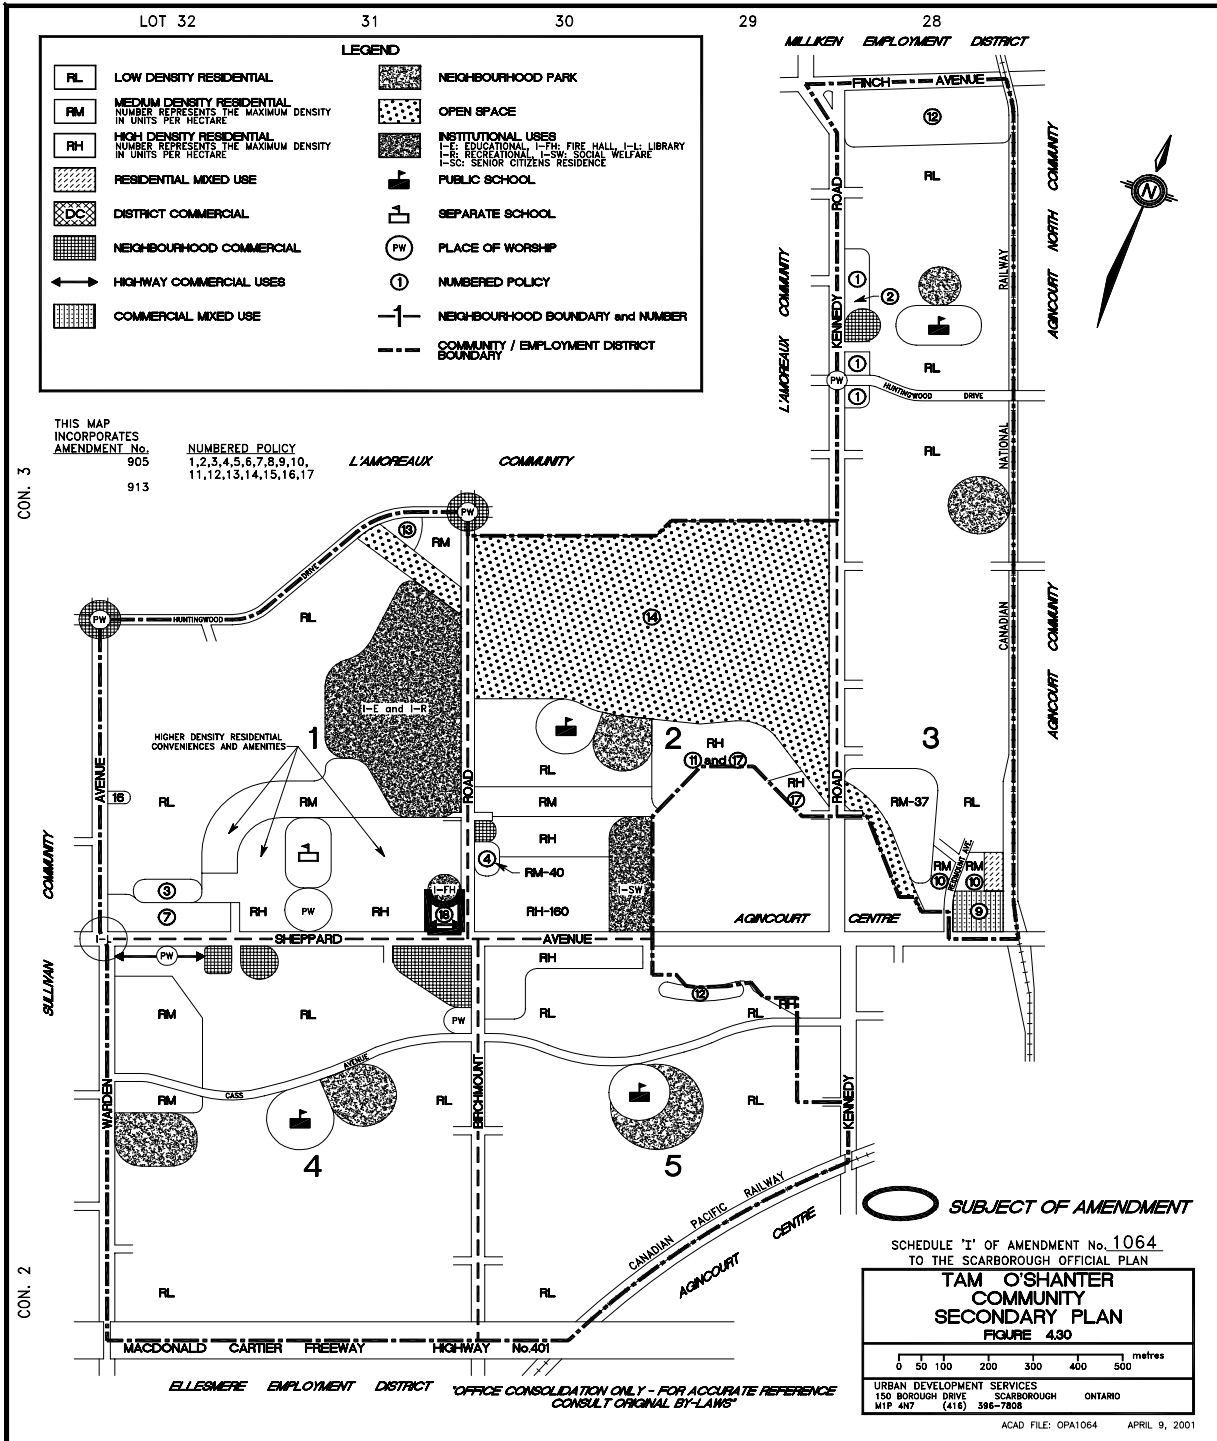 LOT 32 31 30 29 28
MILLIKEN EMPLOYMENT DISTRICT
LEGEND
RL LOW DENSITY RESIDENTIAL
RM MEDIUM DENSITY RESIDENTIAL
NUMBER REPRESENTS THE MAXIMUM DENSITY
IN UNITS PER HECTARE
RH HIGH DENSITY RESIDENTIAL
NUMBER REPRESENTS THE MAXIMUM DENSITY
IN UNITS PER HECTARE
RESIDENTIAL MIXED USE
DC DISTRICT COMMERCIAL
NEIGHBOURHOOD COMMERCIAL
HIGHWAY COMMERCIAL USES
COMMERCIAL MIXED USE
NEIGHBOURHOOD PARK
OPEN SPACE
INSTITUTIONAL USES
I-E: EDUCATIONAL, I-FH: FIRE HALL, I-L: LIBRARY
I-R: RECREATIONAL, I-SW: SOCIAL WELFARE
I-SC: SENIOR CITIZENS RESIDENCE
PUBLIC SCHOOL
SEPARATE SCHOOL
PW PLACE OF WORSHIP
1 NUMBERED POLICY
1 NEIGHBOURHOOD BOUNDARY and NUMBER
COMMUNITY / EMPLOYMENT DISTRICT
BOUNDARY
FINCH AVENUE
12
RL
N
AGINCOURT NORTH COMMUNITY
L'AMOREAUX COMMUNITY
KENNEDY ROAD
RAILWAY
1
2
1
RL
PW
1
HUNTINGWOOD DRIVE
RL
NATIONAL
CANADIAN
AGINCOURT COMMUNITY
THIS MAP
INCORPORATES
AMENDMENT No. NUMBERED POLICY
905 1,2,3,4,5,6,7,8,9,10,
11,12,13,14,15,16,17
913
CON. 3
L'AMOREAUX COMMUNITY
PW
13
RM
DRIVE
HUNTINGWOOD
PW
RL
14
I-E and I-R
HIGHER DENSITY RESIDENTIAL
CONVENIENCES AND AMENITIES
1
2
3
RH
11 and 17
RL
RH
17
ROAD
ROAD
AVENUE
16
RL
RM
RM
RM-37
RL
RH
4
RM-40
RM
10
REIDMOUNT AVE.
RM
10
9
3
7
RH
PW
RH
I-FH
18
RH-160
I-SW
AGINCOURT CENTRE
COMMUNITY
SULLIVAN
I-L
SHEPPARD AVENUE
PW
RH
RM
RL
PW
RL
12
RL
RH
CASS AVENUE
RM
RL
RL
WARDEN
BIRCHMOUNT
KENNEDY
4
5
CANADIAN PACIFIC RAILWAY
AGINCOURT CENTRE
RL
RL
CON. 2
MACDONALD CARTIER FREEWAY HIGHWAY No.401
ELLESMERE EMPLOYMENT DISTRICT
"OFFICE CONSOLIDATION ONLY - FOR ACCURATE REFERENCE
CONSULT ORIGINAL BY-LAWS"
SUBJECT OF AMENDMENT
SCHEDULE 'I' OF AMENDMENT No. 1064
TO THE SCARBOROUGH OFFICIAL PLAN
TAM O'SHANTER
COMMUNITY
SECONDARY PLAN
FIGURE 4.30
metres
0 50 100 200 300 400 500
URBAN DEVELOPMENT SERVICES
150 BOROUGH DRIVE SCARBOROUGH ONTARIO
M1P 4N7 (416) 396-7808
ACAD FILE: OPA1064 APRIL 9, 2001